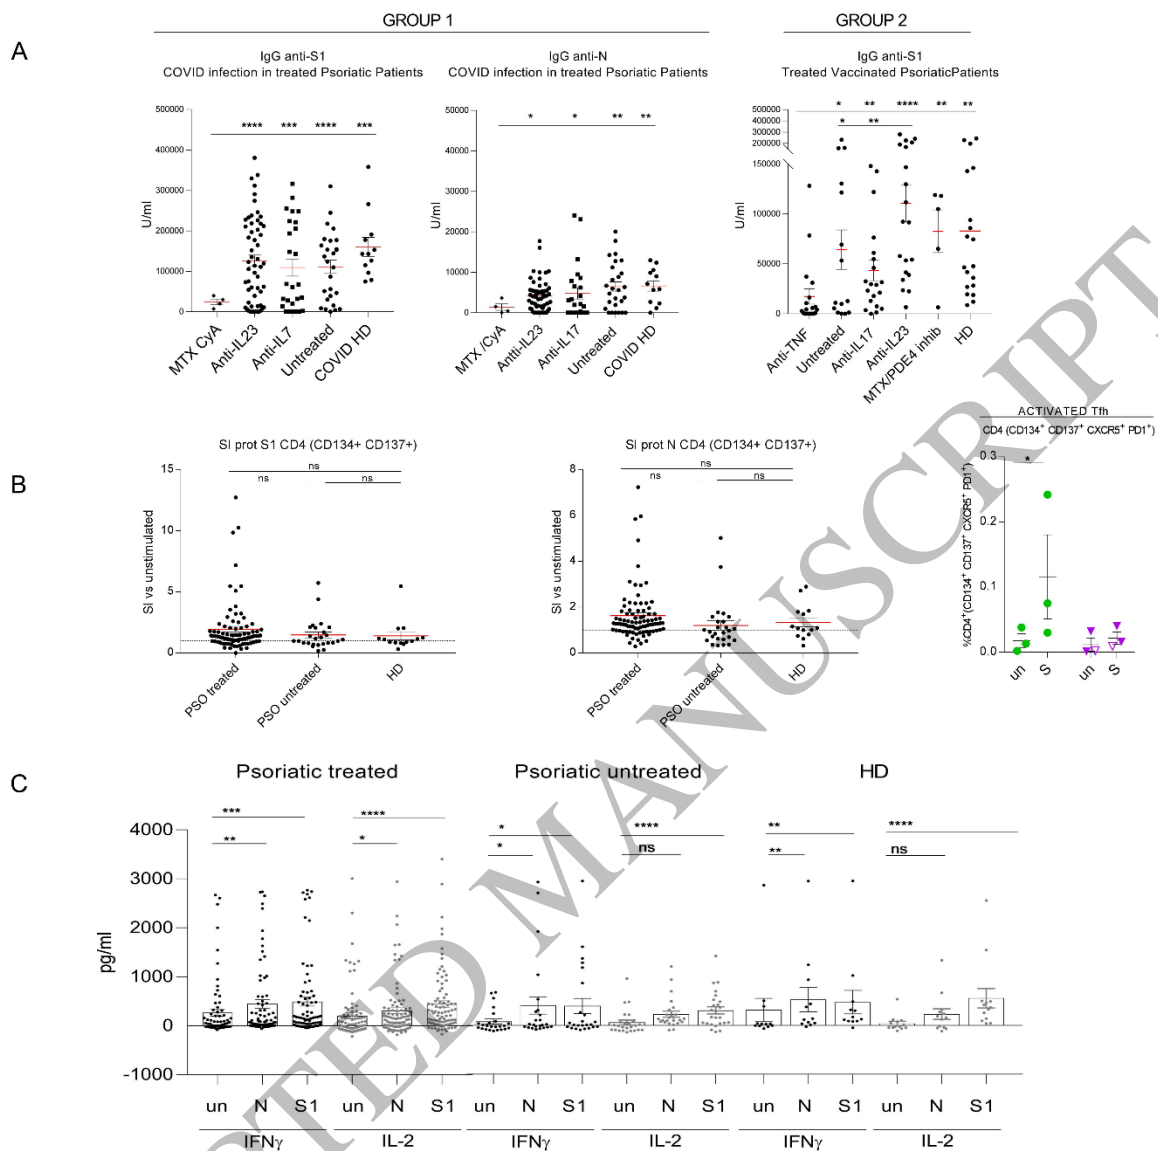 GROUP 1
GROUP 2
A
IgG anti-S1
COVID infection in treated Psoriatic Patients
IgG anti-N
COVID infection in treated Psoriatic Patients
IgG anti-S1
Treated Vaccinated PsoriaticPatients
U/ml
500000
400000
300000
200000
100000
0
**** *** **** ***
MTX CyA
Anti-IL23
Anti-IL7
Untreated
COVID HD
U/ml
50000
40000
30000
20000
10000
0
* * ** **
MTX /CyA
Anti-IL23
Anti-IL17
Untreated
COVID HD
U/ml
500000
400000
300000
200000
150000
100000
50000
0
* ** **** ** **
* **
Anti-TNF
Untreated
Anti-IL17
Anti-IL23
MTX/PDE4 inhib
HD
B
SI prot S1 CD4 (CD134+ CD137+)
SI vs unstimulated
15
10
5
0
ns
ns ns
PSO treated
PSO untreated
HD
SI prot N CD4 (CD134+ CD137+)
SI vs unstimulated
8
6
4
2
0
ns
ns ns
PSO treated
PSO untreated
HD
ACTIVATED Tfh
CD4 (CD134+ CD137+ CXCR5+ PD1+)
%CD4+(CD134+ CD137+ CXCR5+ PD1+)
0.3
0.2
0.1
0.0
*
un S un S
C
Psoriatic treated
Psoriatic untreated
HD
pg/ml
4000
3000
2000
1000
0
-1000
*** **** * **** ** ****
** * * ns ** ns
un N S1 un N S1 un N S1 un N S1 un N S1 un N S1
IFNγ IL-2 IFNγ IL-2 IFNγ IL-2
PTED MANUSCRIPT